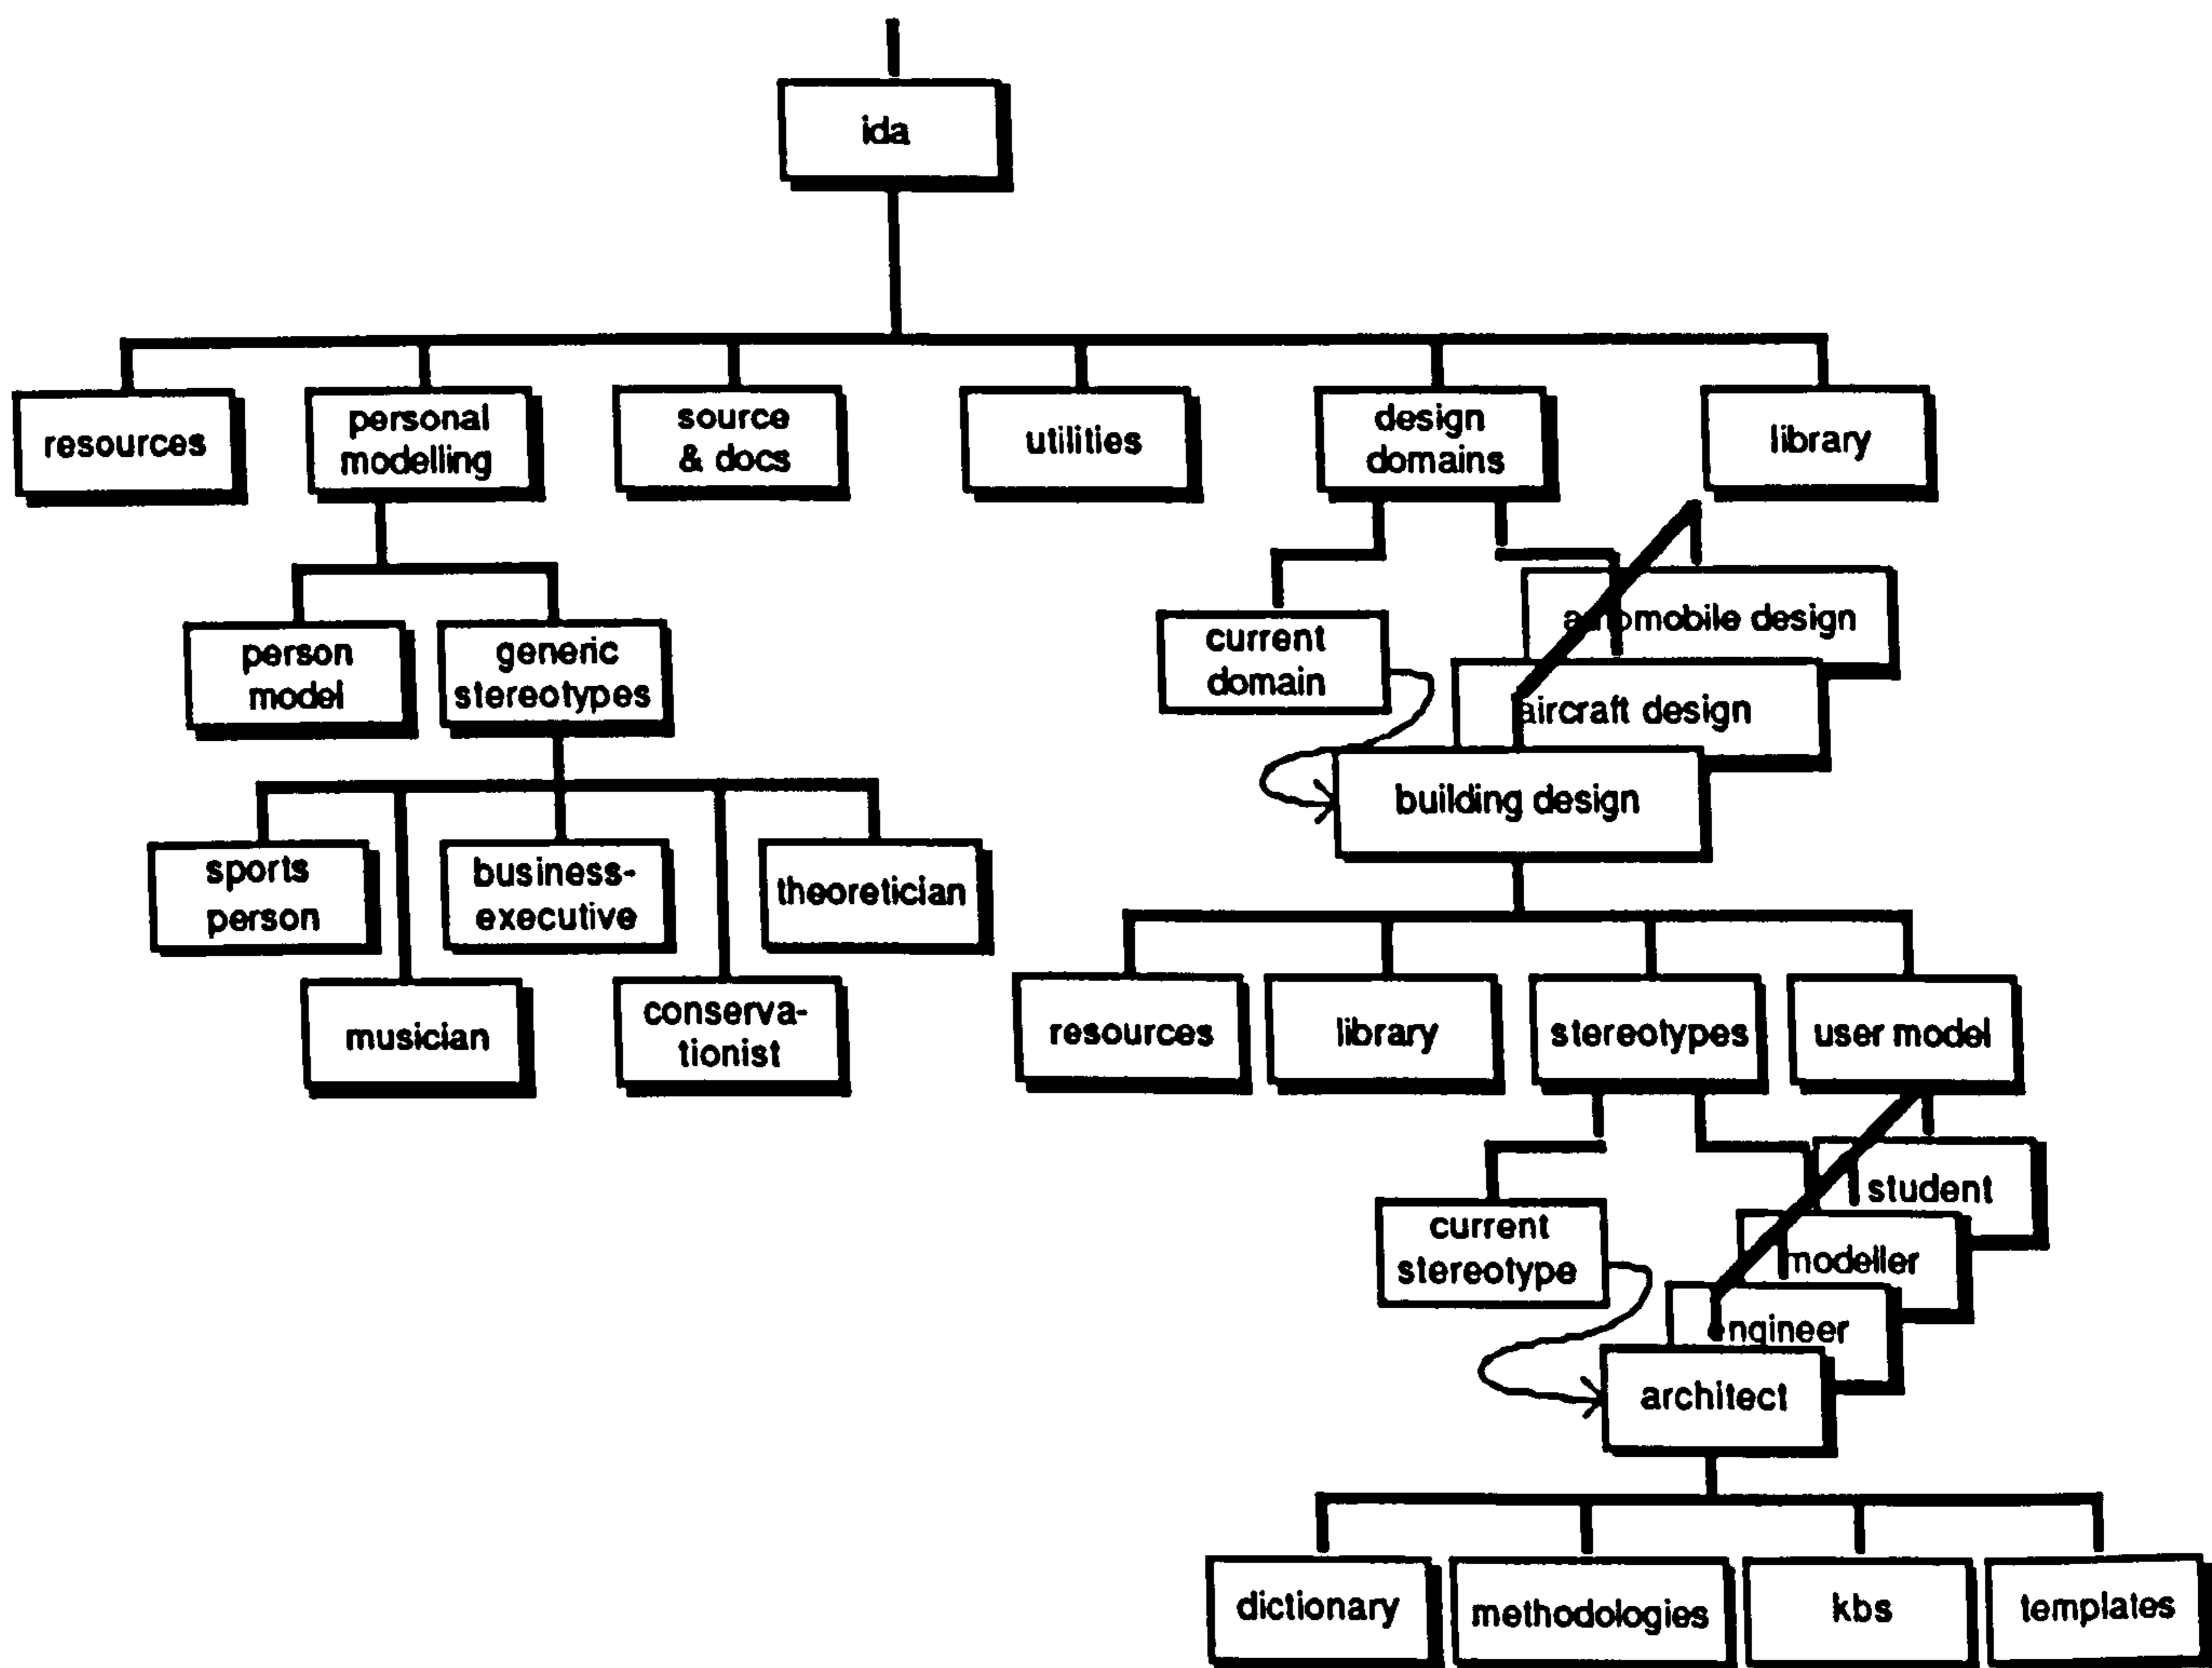 ida
resources
personal
modelling
source
& docs
utilities
design
domains
library
person
model
generic
stereotypes
current
domain
automobile design
aircraft design
building design
sports
person
business-
executive
theoretician
musician
conserva-
tionist
resources
library
stereotypes
user model
current
stereotype
student
modeller
engineer
architect
dictionary
methodologies
kbs
templates